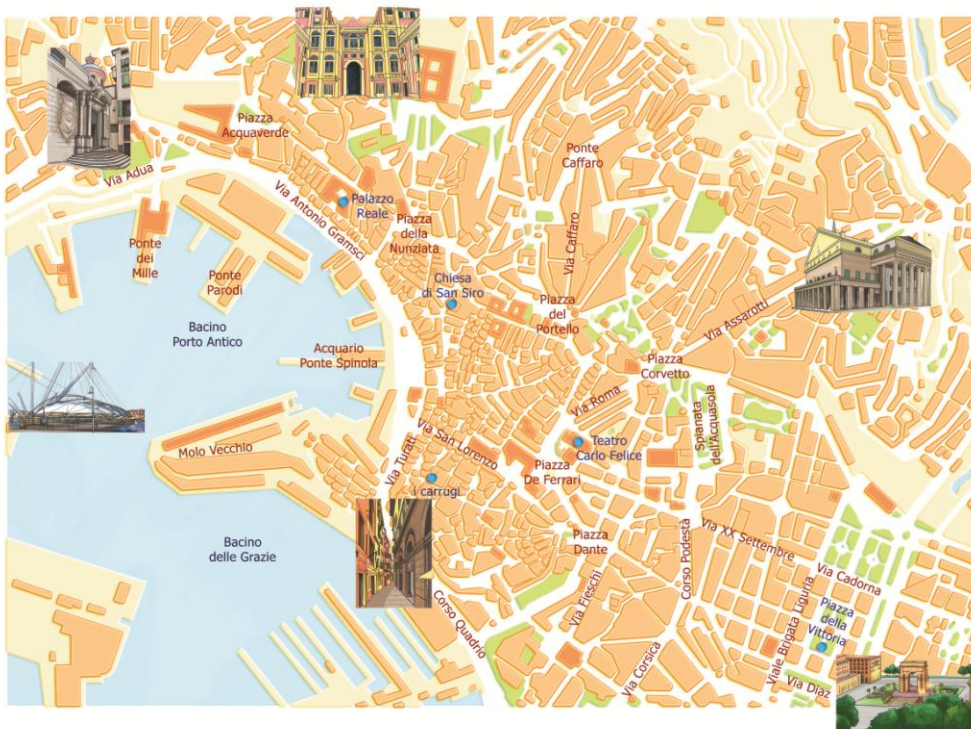 Piazza
Acquaverde
Via Adua
Ponte
Caffaro
Palazzo
Reale
Via Antonio Gramsci
Piazza
della
Nunziata
Ponte
dei
Mille
Ponte
Parodi
Via Caffaro
Chiesa
di San Siro
Piazza
del
Portello
Via Assarotti
Bacino
Porto Antico
Acquario
Ponte Spinola
Piazza
Corvetto
Via Roma
Spianata
dell'Acquasola
Molo Vecchio
Via Turati
Via San Lorenzo
Teatro
Carlo Felice
Piazza
De Ferrari
i carrugi
Bacino
delle Grazie
Piazza
Dante
Via Fieschi
Corso Podestà
Via XX Settembre
Via Cadorna
Corso Quadrio
Via Corsica
Viale Brigata Liguria
Piazza
della
Vittoria
Via Diaz